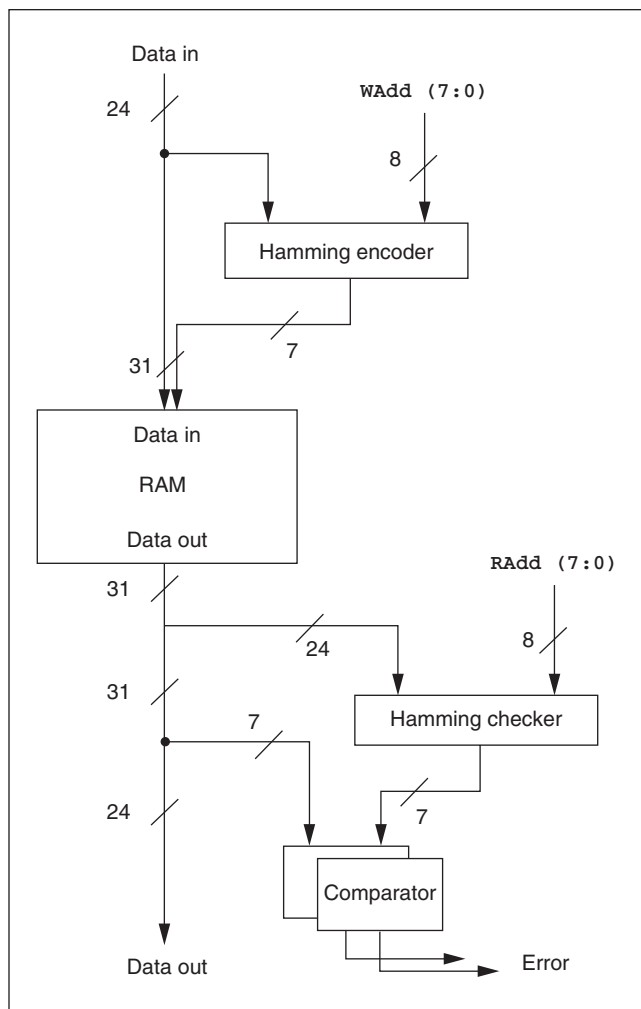 Data in
24
WAdd (7:0)
8
Hamming encoder
7
31
Data in
RAM
Data out
31
RAdd (7:0)
24
8
31
Hamming checker
7
7
24
Comparator
Data out
Error